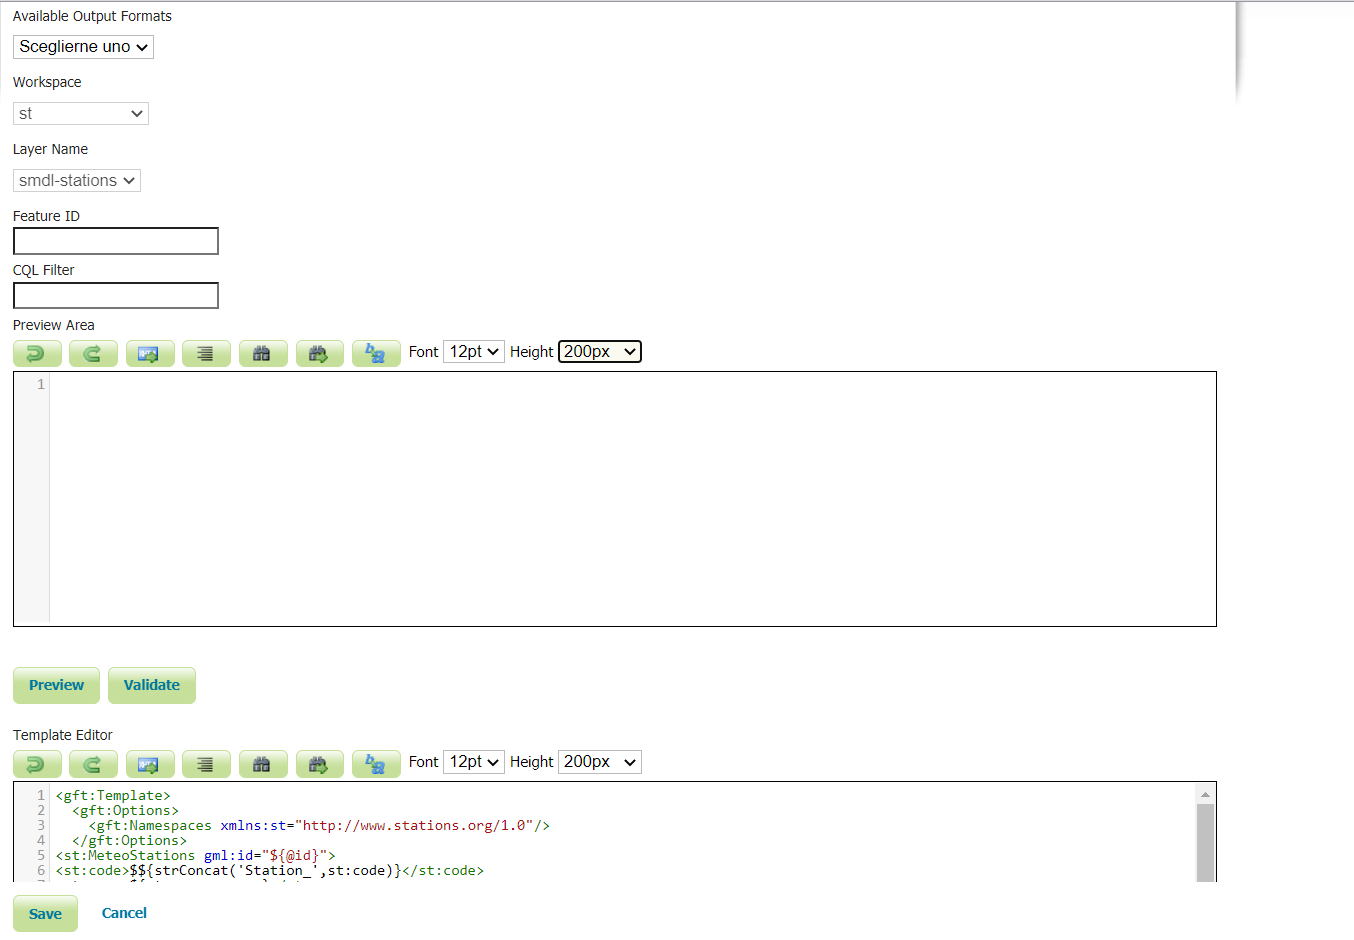 Available Output Formats
Sceglierne uno
Workspace
st
Layer Name
smdl-stations
Feature ID
CQL Filter
Preview Area
Font 12pt Height 200px
1
Preview Validate
Template Editor
Font 12pt Height 200px
1 <gft:Template>
2 <gft:Options>
3 <gft:Namespaces xmlns:st="http://www.stations.org/1.0"/>
4 </gft:Options>
5 <st:MeteoStations gml:id="${@id}">
6 <st:code>$${strConcat('Station_',st:code)}</st:code>
Save Cancel